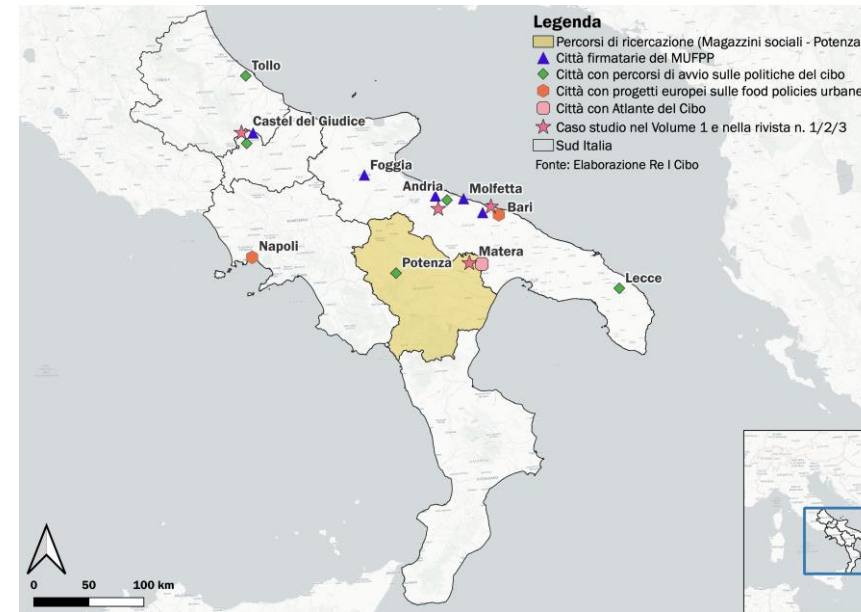 Legenda
Percorsi di ricercazione (Magazzini sociali - Potenza
Città firmatarie del MUFPP
Città con percorsi di avvio sulle politiche del cibo
Città con progetti europei sulle food policies urbane
Città con Atlante del Cibo
Caso studio nel Volume 1 e nella rivista n. 1/2/3
Sud Italia
Fonte: Elaborazione Re I Cibo
Tollo
Castel del Giudice
Foggia
Andria
Molfetta
Bari
Napoli
Potenza
Matera
Lecce
0 50 100 km